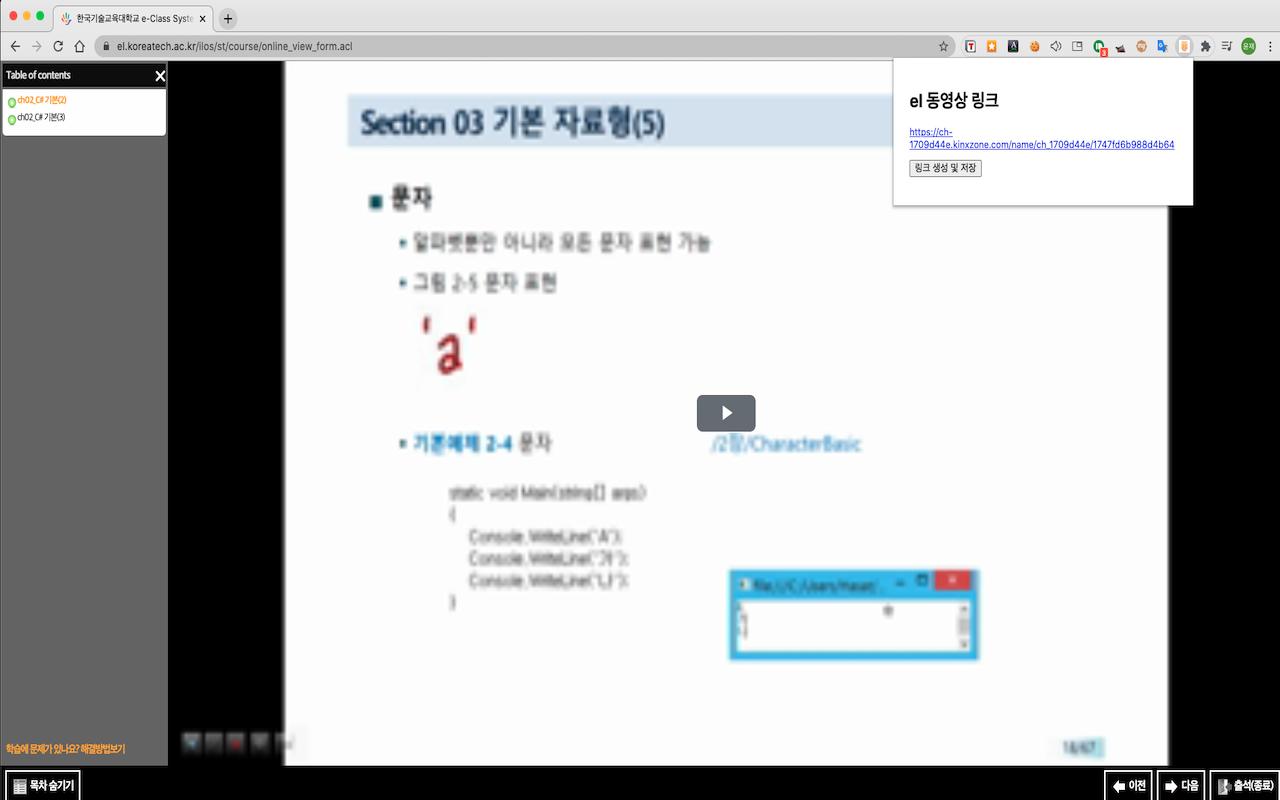 한국기술교육대학교 e-Class Syste
el.koreatech.ac.kr/ilos/st/course/online_view_form.acl
3
윤재
Table of contents
ch02_C# 기본(2)
ch02_C# 기본(3)
el 동영상 링크
https://ch-
1709d44e.kinxzone.com/name/ch_1709d44e/1747fd6b988d4b64
링크 생성 및 저장
Section 03 기본 자료형(5)
문자
• 알파벳뿐만 아니라 모든 문자 표현 가능
• 그림 2-5 문자 표현
'a'
• 기본예제 2-4 문자 /2장/CharacterBasic
static void Main(string[] args)
{
Console.WriteLine('A');
Console.WriteLine('가');
Console.WriteLine('나');
}
18/67
학습에 문제가 있나요? 해결방법보기
목차 숨기기
이전
다음
출석(종료)